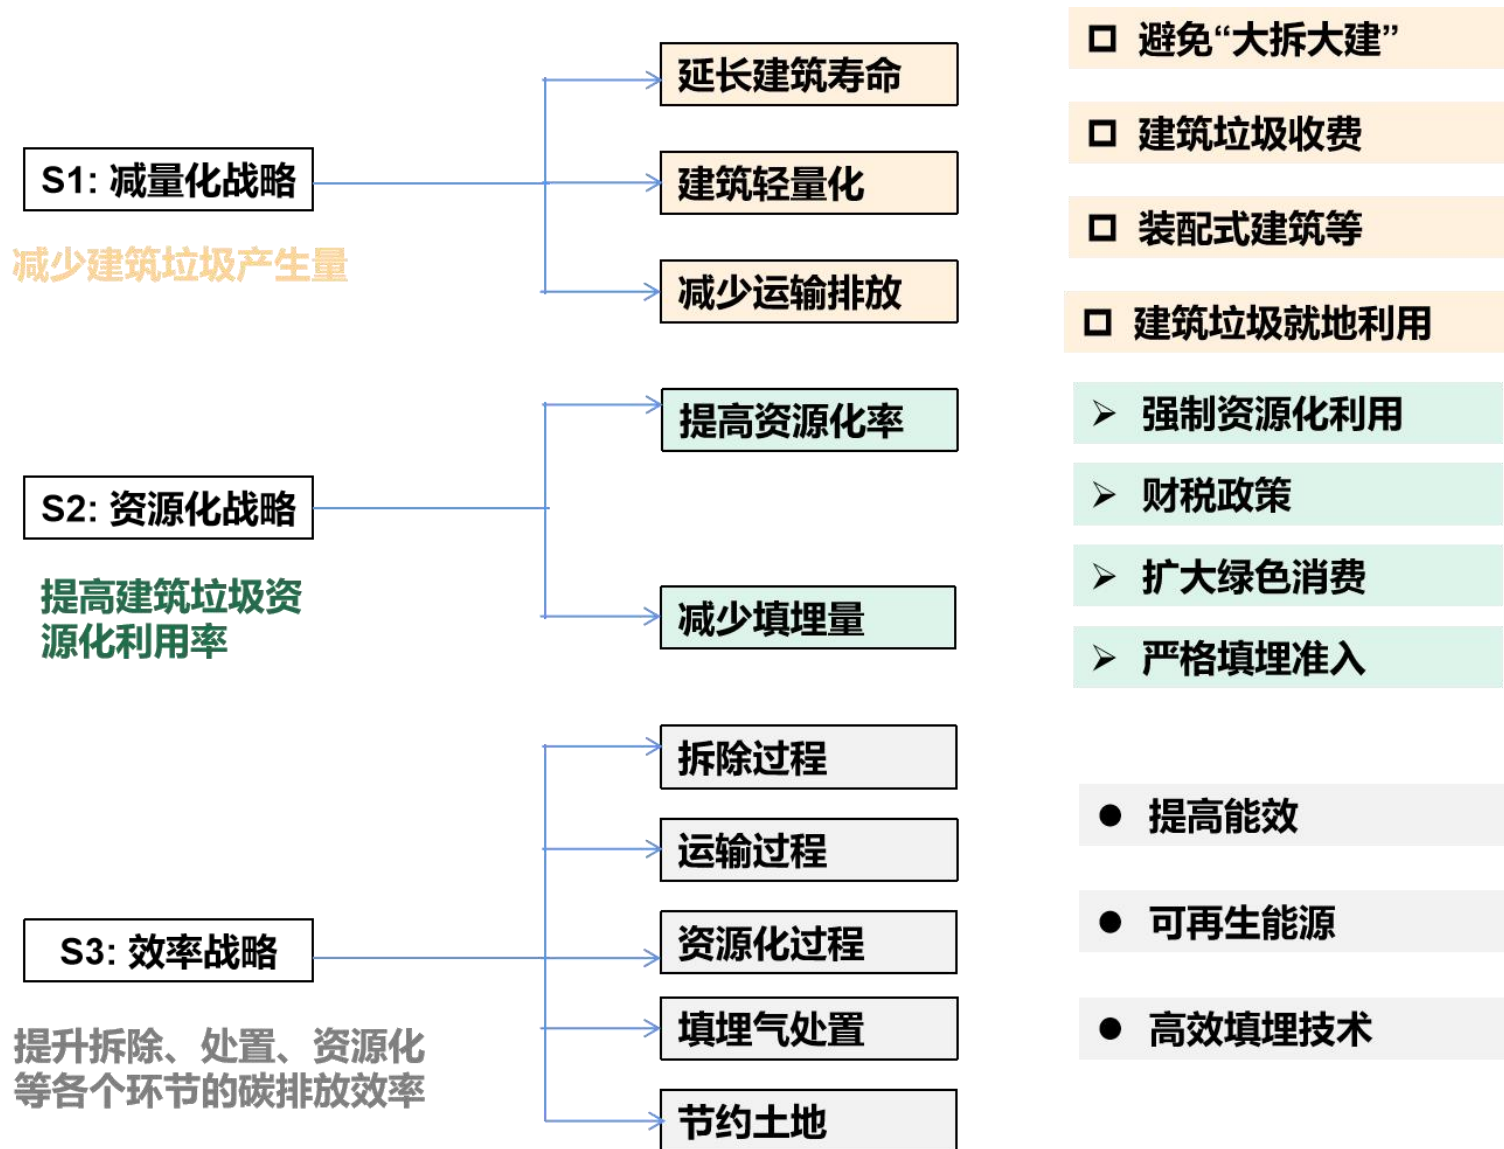 S1: 减量化战略
减少建筑垃圾产生量
延长建筑寿命
建筑轻量化
减少运输排放
避免“大拆大建”
建筑垃圾收费
装配式建筑等
建筑垃圾就地利用
S2: 资源化战略
提高建筑垃圾资
源化利用率
提高资源化率
减少填埋量
强制资源化利用
财税政策
扩大绿色消费
严格填埋准入
S3: 效率战略
提升拆除、处置、资源化
等各个环节的碳排放效率
拆除过程
运输过程
资源化过程
填埋气处置
节约土地
提高能效
可再生能源
高效填埋技术